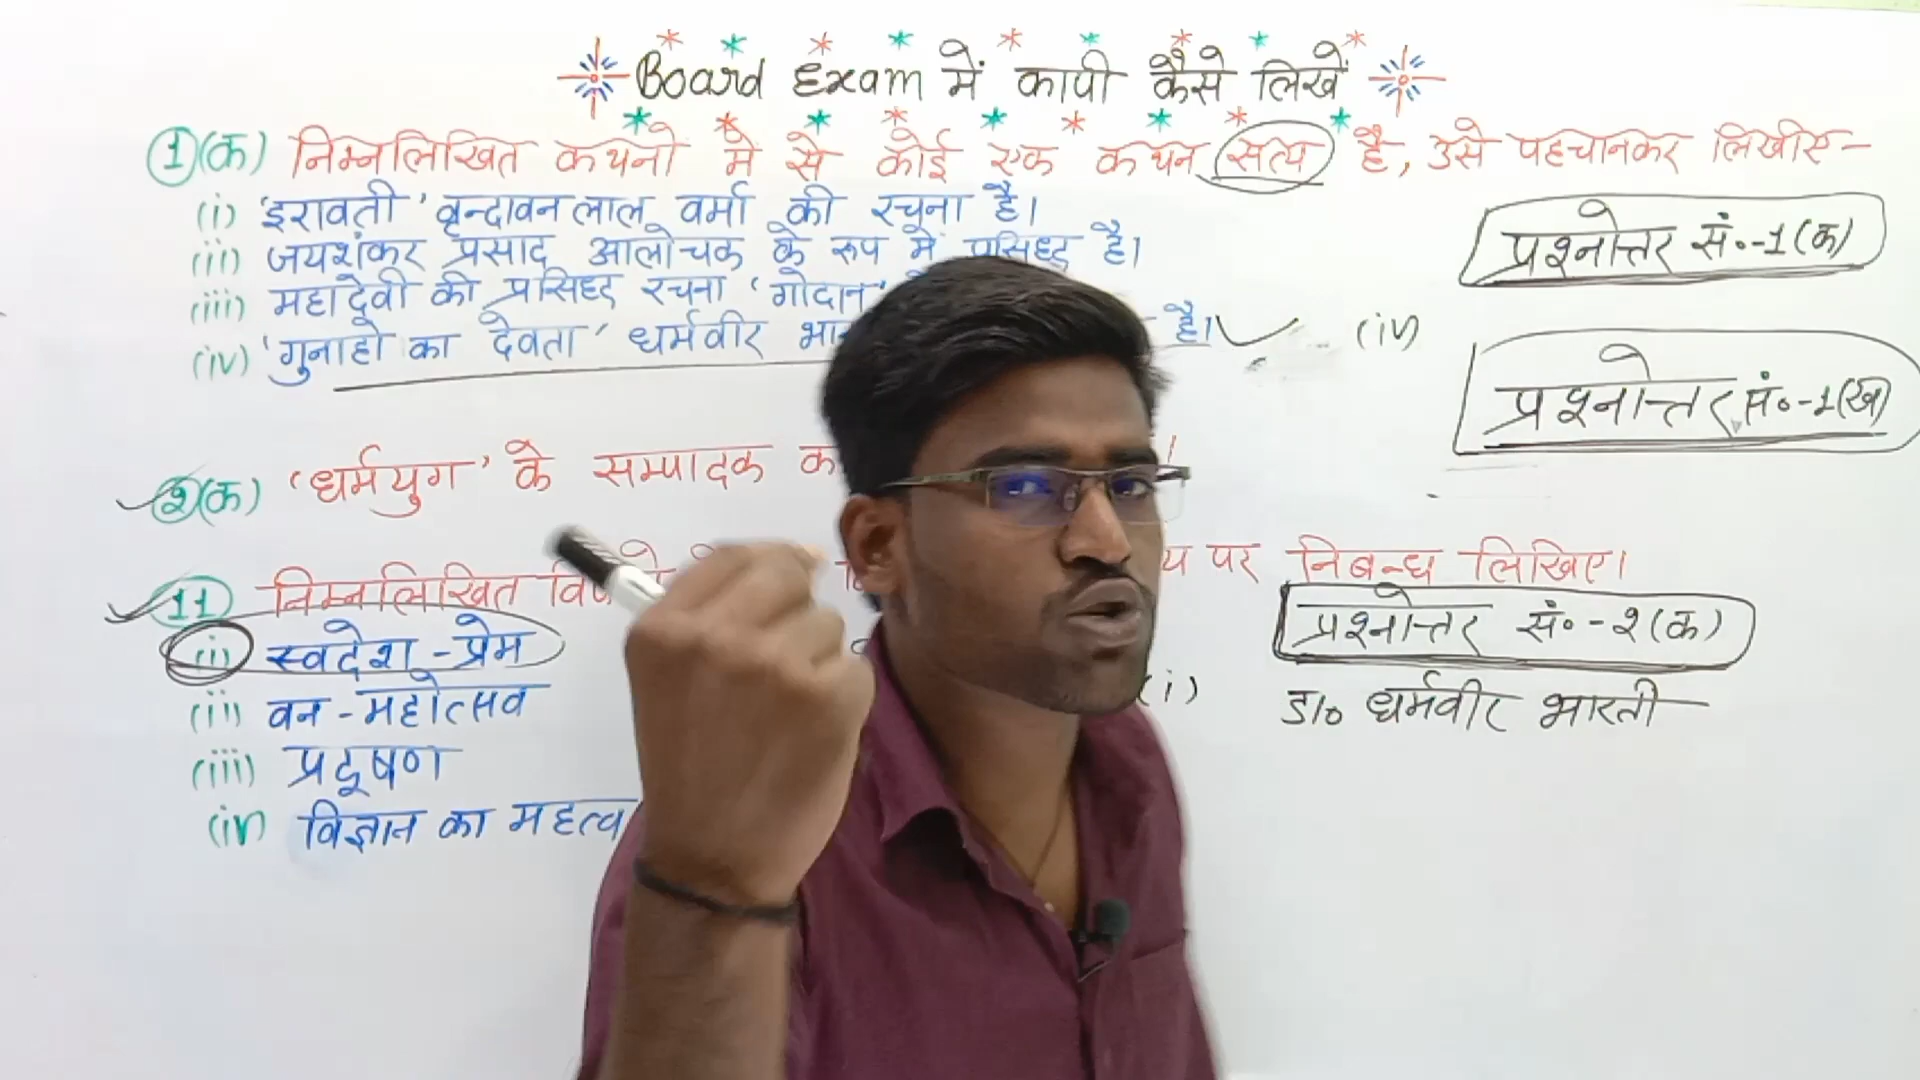 Board Exam में कापी कैसे लिखें
1 (क) निम्नलिखित कथनो मे से कोई एक कथन सत्य है, उसे पहचानकर लिखीए-
(i) 'इरावती' वृन्दावनलाल वर्मा की रचना है।
(ii) जयशंकर प्रसाद आलोचक के रूप में प्रसिध्द है।
(iii) महादेवी की प्रसिध्द रचना 'गोदान'
(iv) 'गुनाहो का देवता' धर्मवीर है।
प्रश्नोत्तर सं०-1(क)
(iv)
प्रश्नोत्तर सं०-1(ख)
2(क) 'धर्मयुग' के सम्पादक
11) निम्नलिखित पर निबन्ध लिखिए।
(i) स्वदेश-प्रेम
(ii) वन-महोत्सव
(iii) प्रदूषण
(iv) विज्ञान का महत्व
प्रश्नोत्तर सं०-२(क)
(i) डा० धर्मवीर भारती